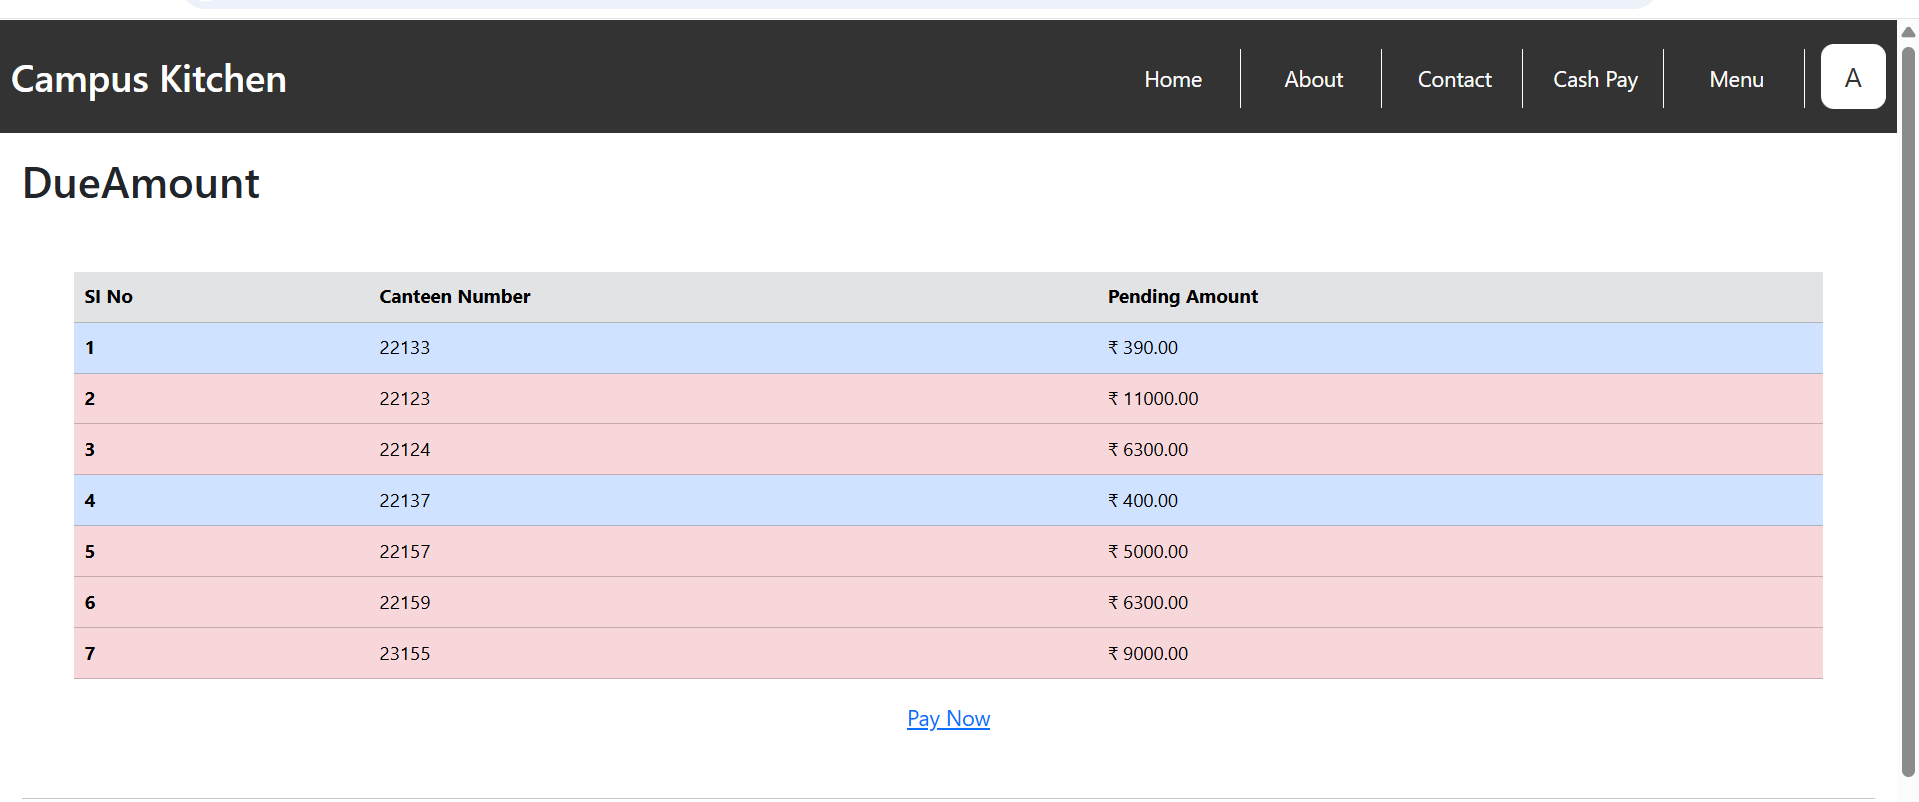 Campus Kitchen Home About Contact Cash Pay Menu A
DueAmount
SI No Canteen Number Pending Amount
1 22133 ₹ 390.00
2 22123 ₹ 11000.00
3 22124 ₹ 6300.00
4 22137 ₹ 400.00
5 22157 ₹ 5000.00
6 22159 ₹ 6300.00
7 23155 ₹ 9000.00
Pay Now